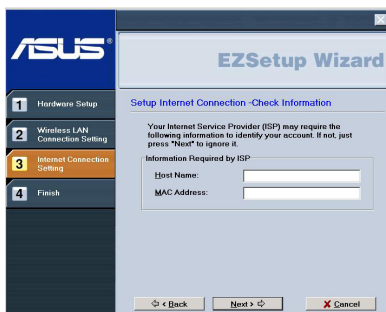 ASUS®
EZSetup Wizard
1 Hardware Setup
2 Wireless LAN
Connection Setting
3 Internet Connection
Setting
4 Finish
Setup Internet Connection -Check Information
Your Internet Service Provider (ISP) may require the
following information to identify your account. If not, just
press "Next" to ignore it.
Information Required by ISP
Host Name:
MAC Address:
< Back
Next >
X Cancel